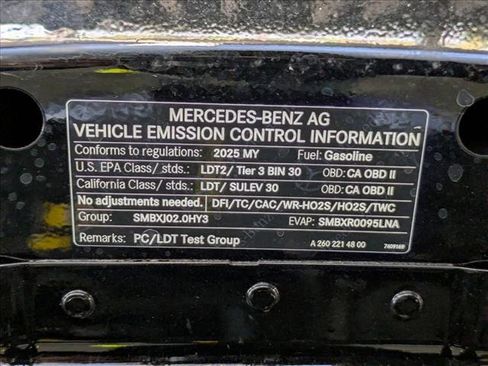 MERCEDES-BENZ AG
VEHICLE EMISSION CONTROL INFORMATION
Conforms to regulations: 2025 MY Fuel: Gasoline
U.S. EPA Class/ stds.: LDT2/ Tier 3 BIN 30 OBD: CA OBD II
California Class/ stds.: LDT/ SULEV 30 OBD: CA OBD II
No adjustments needed. DFI/TC/CAC/WR-HO2S/HO2S/TWC
Group: SMBXJ02.0HY3 EVAP: SMBXR0095LNA
Remarks: PC/LDT Test Group A 260 221 48 00